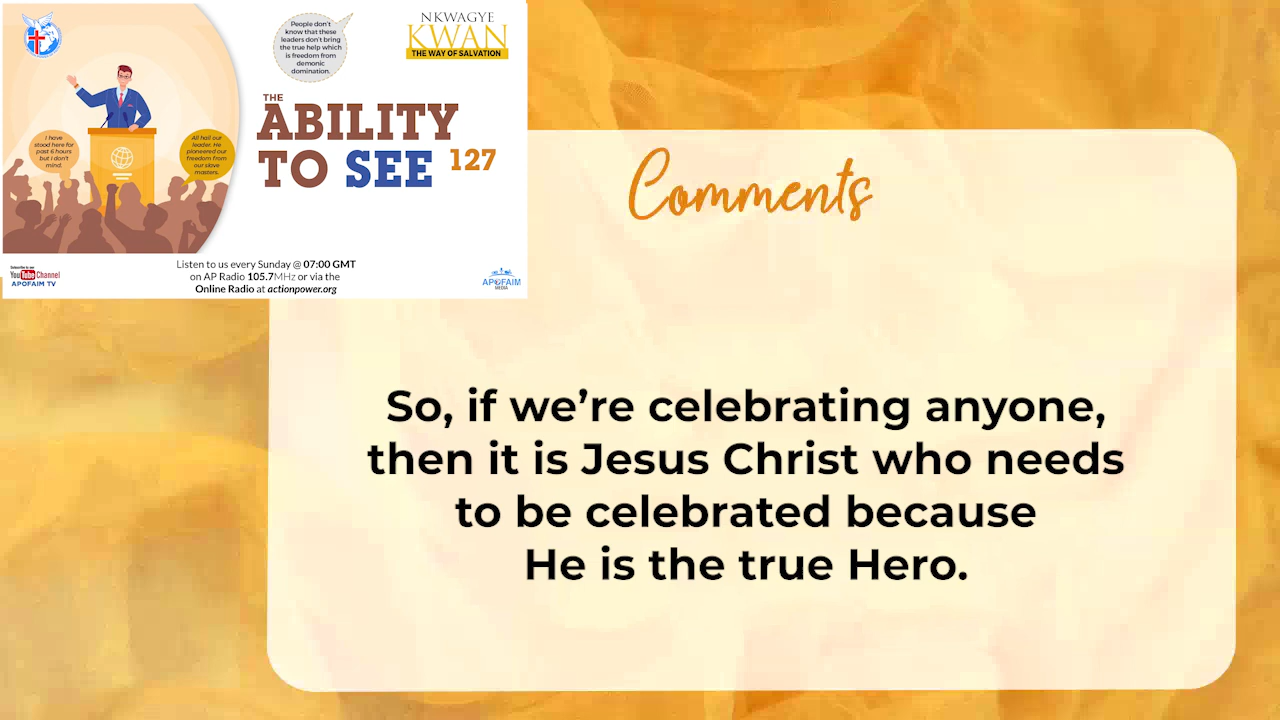 People don't
know that these
leaders don't bring
the true help which
is freedom from
demonic
domination.
NKWAGYE
KWAN
THE WAY OF SALVATION
THE
ABILITY
TO SEE 127
I have
stood here for
past 6 hours
but I don't
mind.
All hail our
leader. He
pioneered our
freedom from
our slave
masters.
Subscribe to our
YouTube Channel
APOFAIM TV
Listen to us every Sunday @ 07:00 GMT
on AP Radio 105.7MHz or via the
Online Radio at actionpower.org
APOFAIM
MEDIA
Comments
So, if we’re celebrating anyone,
then it is Jesus Christ who needs
to be celebrated because
He is the true Hero.